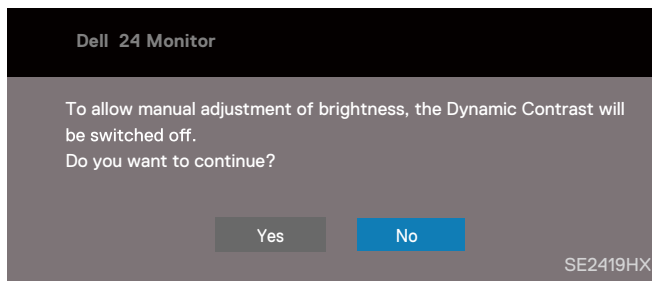 Dell 24 Monitor
To allow manual adjustment of brightness, the Dynamic Contrast will
be switched off.
Do you want to continue?
Yes No
SE2419HX